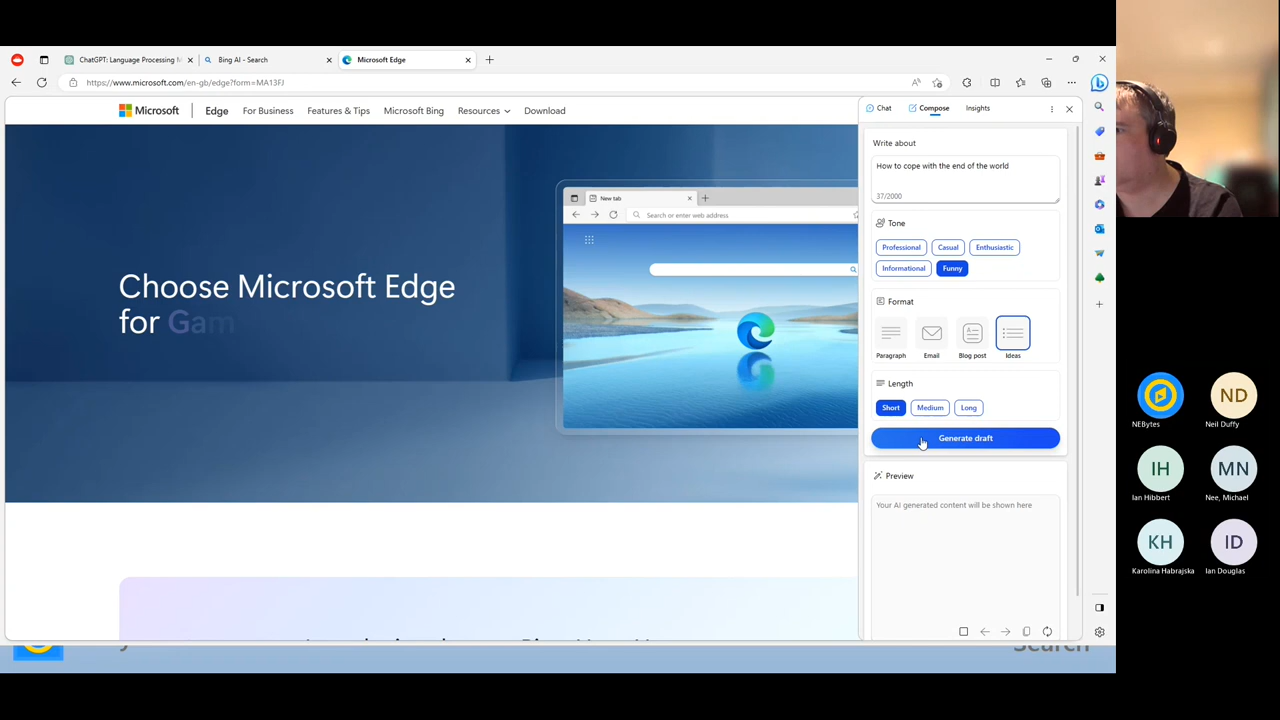 ChatGPT: Language Processing M
Bing AI - Search
Microsoft Edge
https://www.microsoft.com/en-gb/edge?form=MA13FJ
Microsoft
Edge
For Business
Features & Tips
Microsoft Bing
Resources
Download
Choose Microsoft Edge
for Gam
New tab
Search or enter web address
Chat
Compose
Insights
Write about
How to cope with the end of the world
37/2000
Tone
Professional
Casual
Enthusiastic
Informational
Funny
Format
Paragraph
Email
Blog post
Ideas
Length
Short
Medium
Long
Generate draft
Preview
Your AI generated content will be shown here
Search
NEBytes
ND
Neil Duffy
IH
Ian Hibbert
MN
Nee, Michael
KH
Karolina Habrajska
ID
Ian Douglas